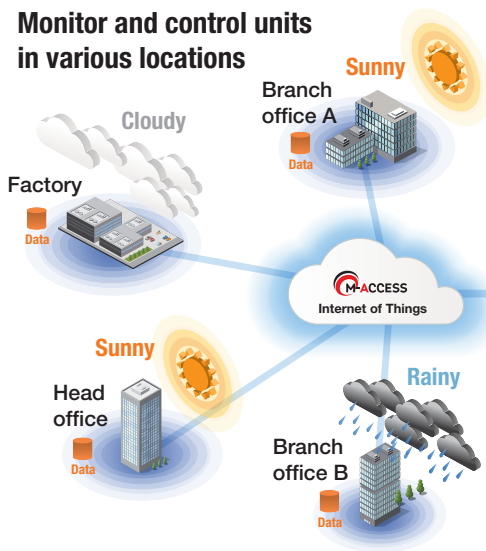 Monitor and control units
in various locations
Sunny
Branch
office A
Data
Cloudy
Factory
Data
M-ACCESS
Internet of Things
Sunny
Head
office
Data
Rainy
Branch
office B
Data